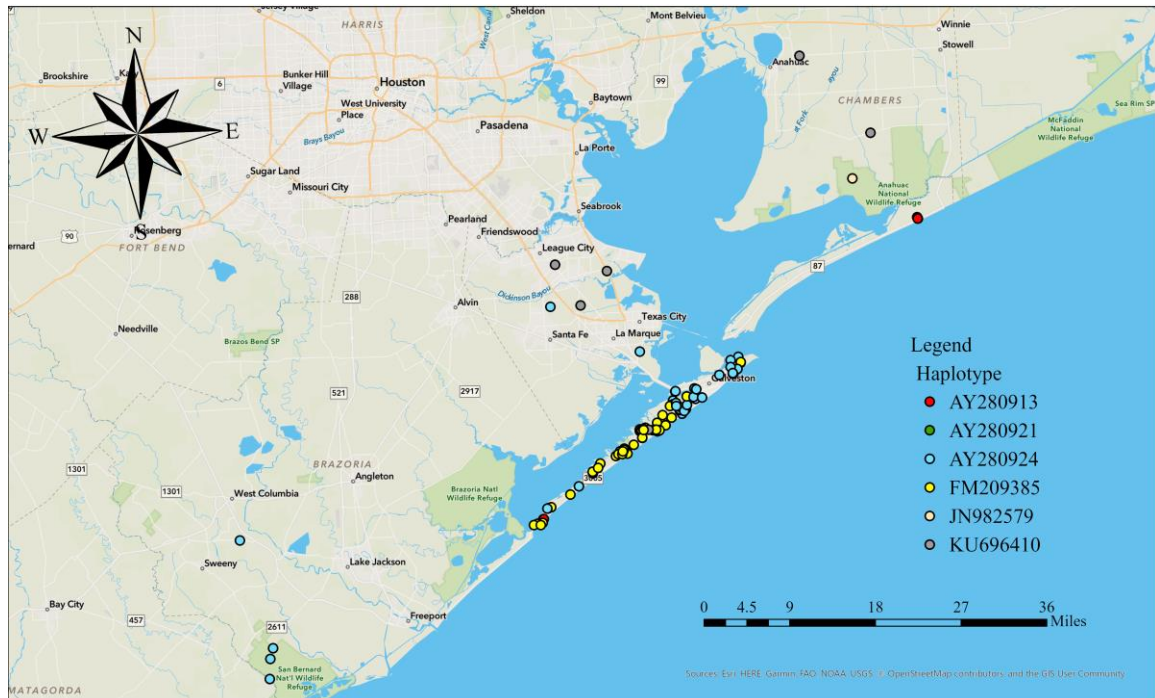 HARRIS
Sheldon
Mont Belvieu
Winnie
Stowell
Brookshire
Katy
6
Bunker Hill
Village
Houston
West Canal
99
Anahuac
West University
Place
Baytown
CHAMBERS
Sea Rim SP
McFaddin
National
Wildlife Refuge
N
W
E
S
Brays Bayou
Pasadena
La Porte
Sugar Land
Missouri City
Anahuac
National
Wildlife Refuge
Seabrook
Pearland
Friendswood
90
Rosenberg
FORT BEND
League City
87
288
Dickinson Bayou
Alvin
Texas City
Needville
Santa Fe
La Marque
Brazos Bend SP
Legend
Haplotype
AY280913
AY280921
AY280924
FM209385
JN982579
KU696410
Galveston
521
2917
1301
BRAZORIA
Angleton
3005
1301
West Columbia
Brazoria Natl
Wildlife Refuge
Sweeny
Lake Jackson
Bay City
457
Freeport
2611
0 4.5 9 18 27 36
Miles
San Bernard
Nat'l Wildlife
Refuge
MATAGORDA
Sources: Esri, HERE, Garmin, FAO, NOAA, USGS, © OpenStreetMap contributors, and the GIS User Community